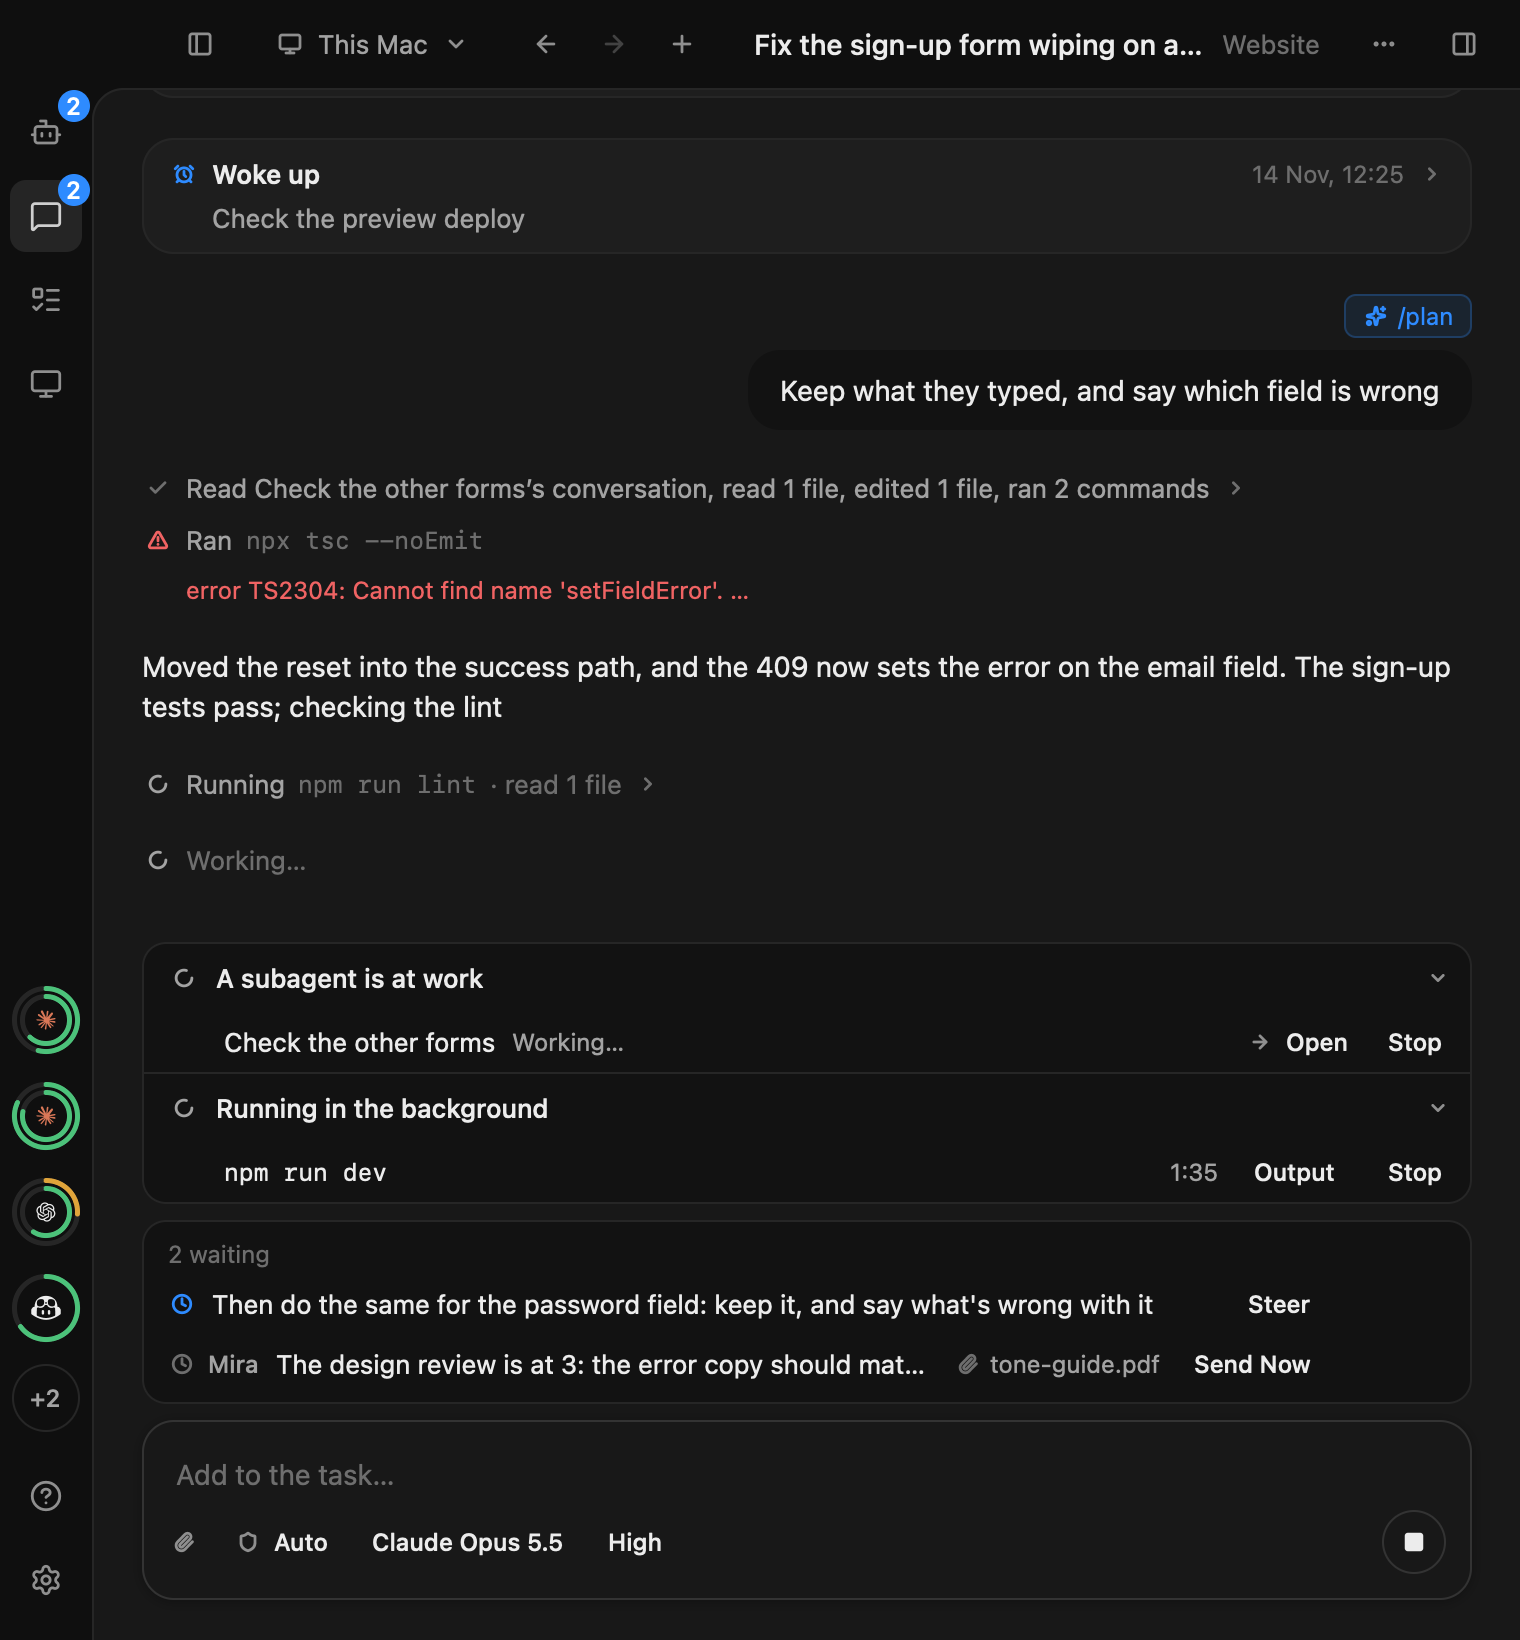 This Mac
Fix the sign-up form wiping on a... Website
2
2
Woke up
14 Nov, 12:25
Check the preview deploy
/plan
Keep what they typed, and say which field is wrong
Read Check the other forms’s conversation, read 1 file, edited 1 file, ran 2 commands
Ran npx tsc --noEmit
error TS2304: Cannot find name 'setFieldError'. ...
Moved the reset into the success path, and the 409 now sets the error on the email field. The sign-up
tests pass; checking the lint
Running npm run lint · read 1 file
Working...
A subagent is at work
Check the other forms Working...
Open Stop
Running in the background
npm run dev
1:35 Output Stop
2 waiting
Then do the same for the password field: keep it, and say what's wrong with it
Steer
Mira The design review is at 3: the error copy should mat... tone-guide.pdf Send Now
+2
Add to the task...
Auto Claude Opus 5.5 High